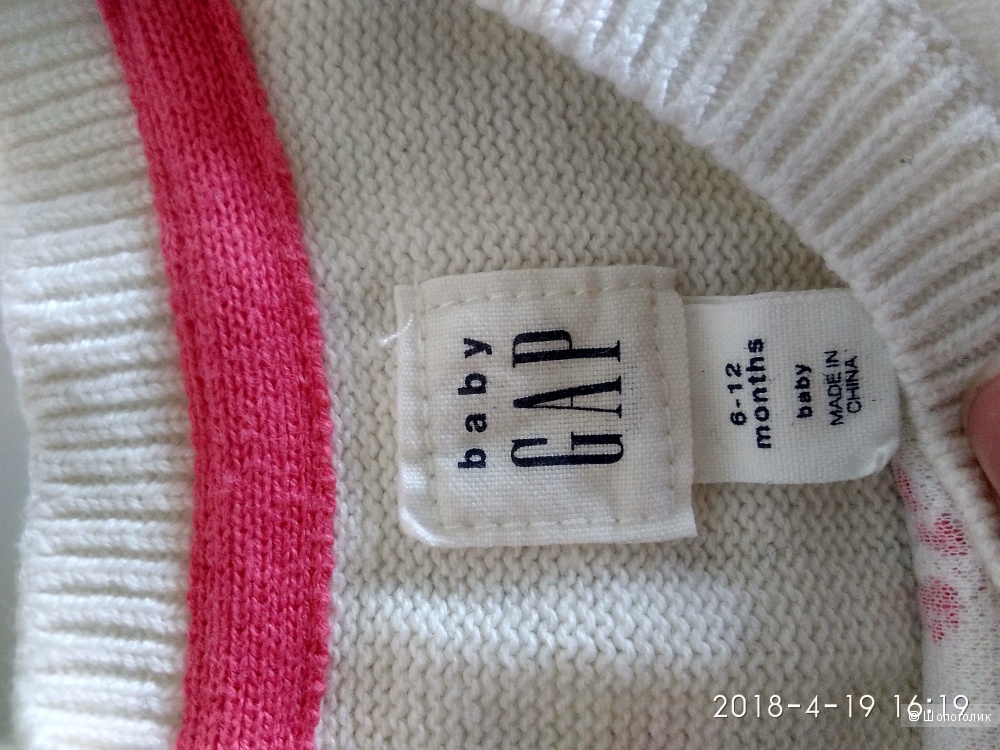 baby
GAP
6-12
months
baby
MADE IN
CHINA
2018-4-19 16:19
© Шопоголик